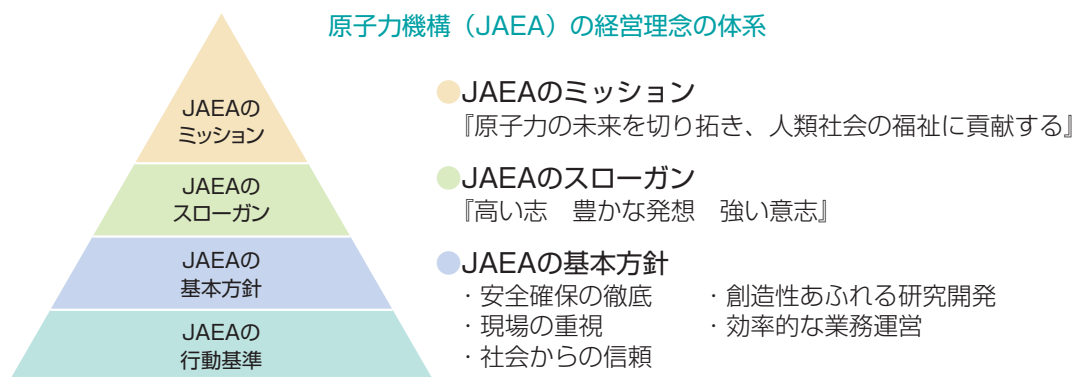 原子力機構（JAEA）の経営理念の体系
JAEAの
ミッション
JAEAの
スローガン
JAEAの
基本方針
JAEAの
行動基準
●JAEAのミッション
『原子力の未来を切り拓き、人類社会の福祉に貢献する』
●JAEAのスローガン
『高い志　豊かな発想　強い意志』
●JAEAの基本方針
・安全確保の徹底　・創造性あふれる研究開発
・現場の重視　・効率的な業務運営
・社会からの信頼